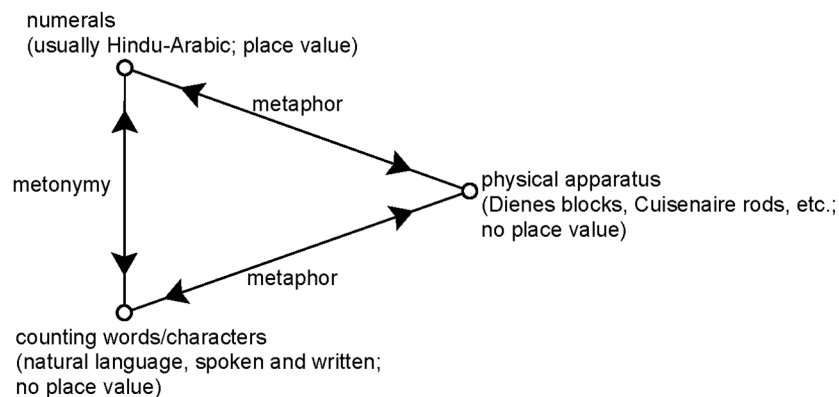 numerals
(usually Hindu-Arabic; place value)
metaphor
metonymy
physical apparatus
(Dienes blocks, Cuisenaire rods, etc.;
no place value)
metaphor
counting words/characters
(natural language, spoken and written;
no place value)